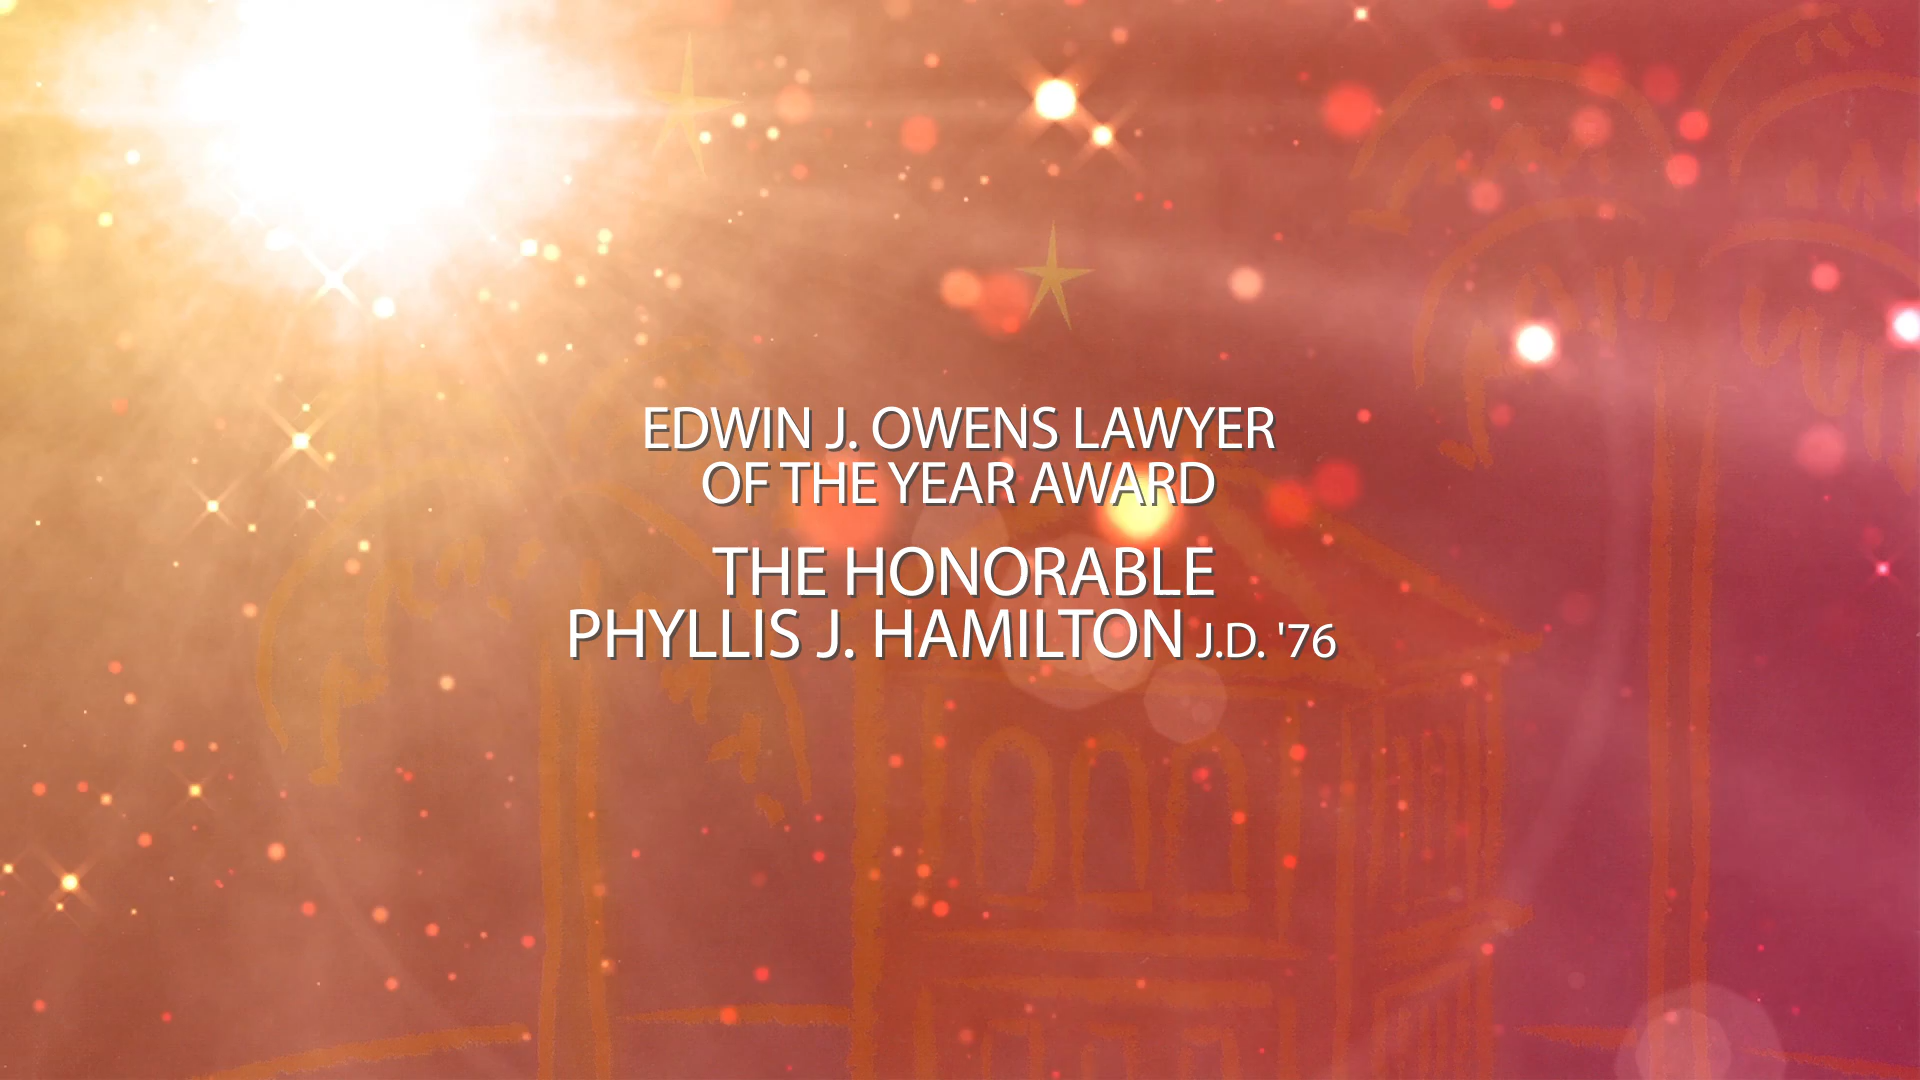 EDWIN J. OWENS LAWYER
OF THE YEAR AWARD
THE HONORABLE
PHYLLIS J. HAMILTON J.D. '76